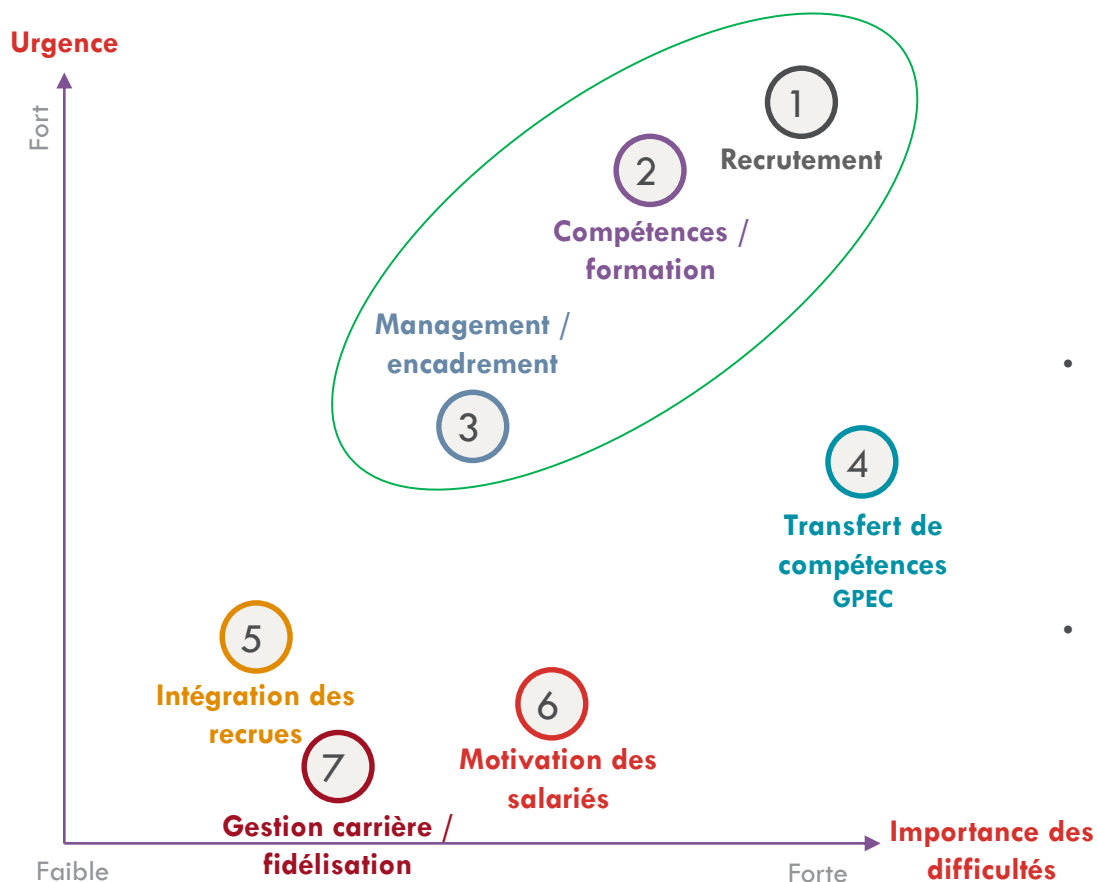 Urgence
Fort
1
Recrutement
2
Compétences /
formation
Management /
encadrement
3
4
Transfert de
compétences
GPEC
5
Intégration des
recrues
6
Motivation des
salariés
7
Gestion carrière /
fidélisation
Faible
Forte
Importance des
difficultés